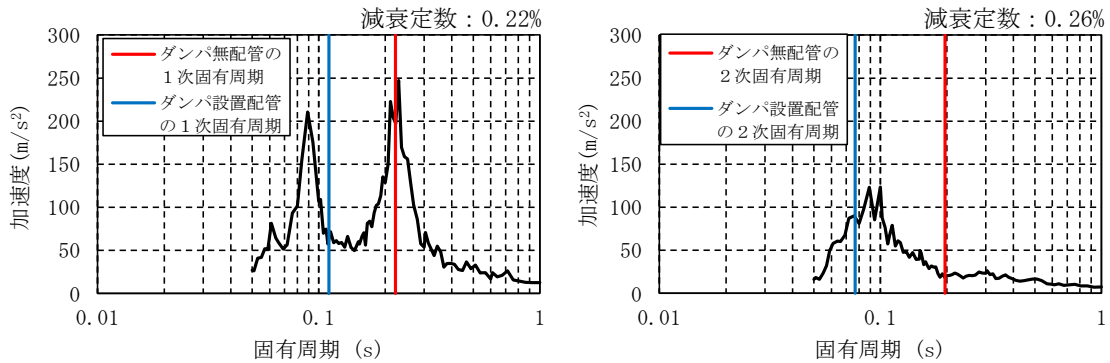 減衰定数：0.22%
300
250
200
150
100
50
0
加速度(m/s²)
ダンパ無配管の
１次固有周期
ダンパ設置配管
の１次固有周期
0.01
0.1
1
固有周期 (s)
減衰定数：0.26%
300
250
200
150
100
50
0
加速度(m/s²)
ダンパ無配管の
２次固有周期
ダンパ設置配管
の２次固有周期
0.01
0.1
1
固有周期 (s)